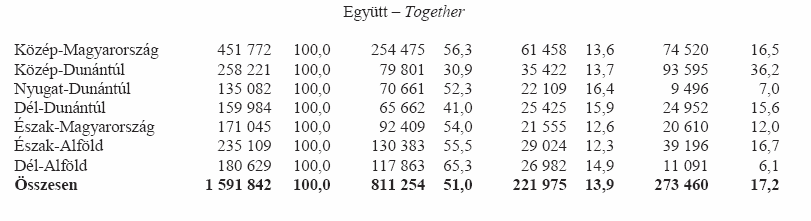 Együtt – Together
Közép-Magyarország 451 772 100,0 254 475 56,3 61 458 13,6 74 520 16,5
Közép-Dunántúl 258 221 100,0 79 801 30,9 35 422 13,7 93 595 36,2
Nyugat-Dunántúl 135 082 100,0 70 661 52,3 22 109 16,4 9 496 7,0
Dél-Dunántúl 159 984 100,0 65 662 41,0 25 425 15,9 24 952 15,6
Észak-Magyarország 171 045 100,0 92 409 54,0 21 555 12,6 20 610 12,0
Észak-Alföld 235 109 100,0 130 383 55,5 29 024 12,3 39 196 16,7
Dél-Alföld 180 629 100,0 117 863 65,3 26 982 14,9 11 091 6,1
Összesen 1 591 842 100,0 811 254 51,0 221 975 13,9 273 460 17,2